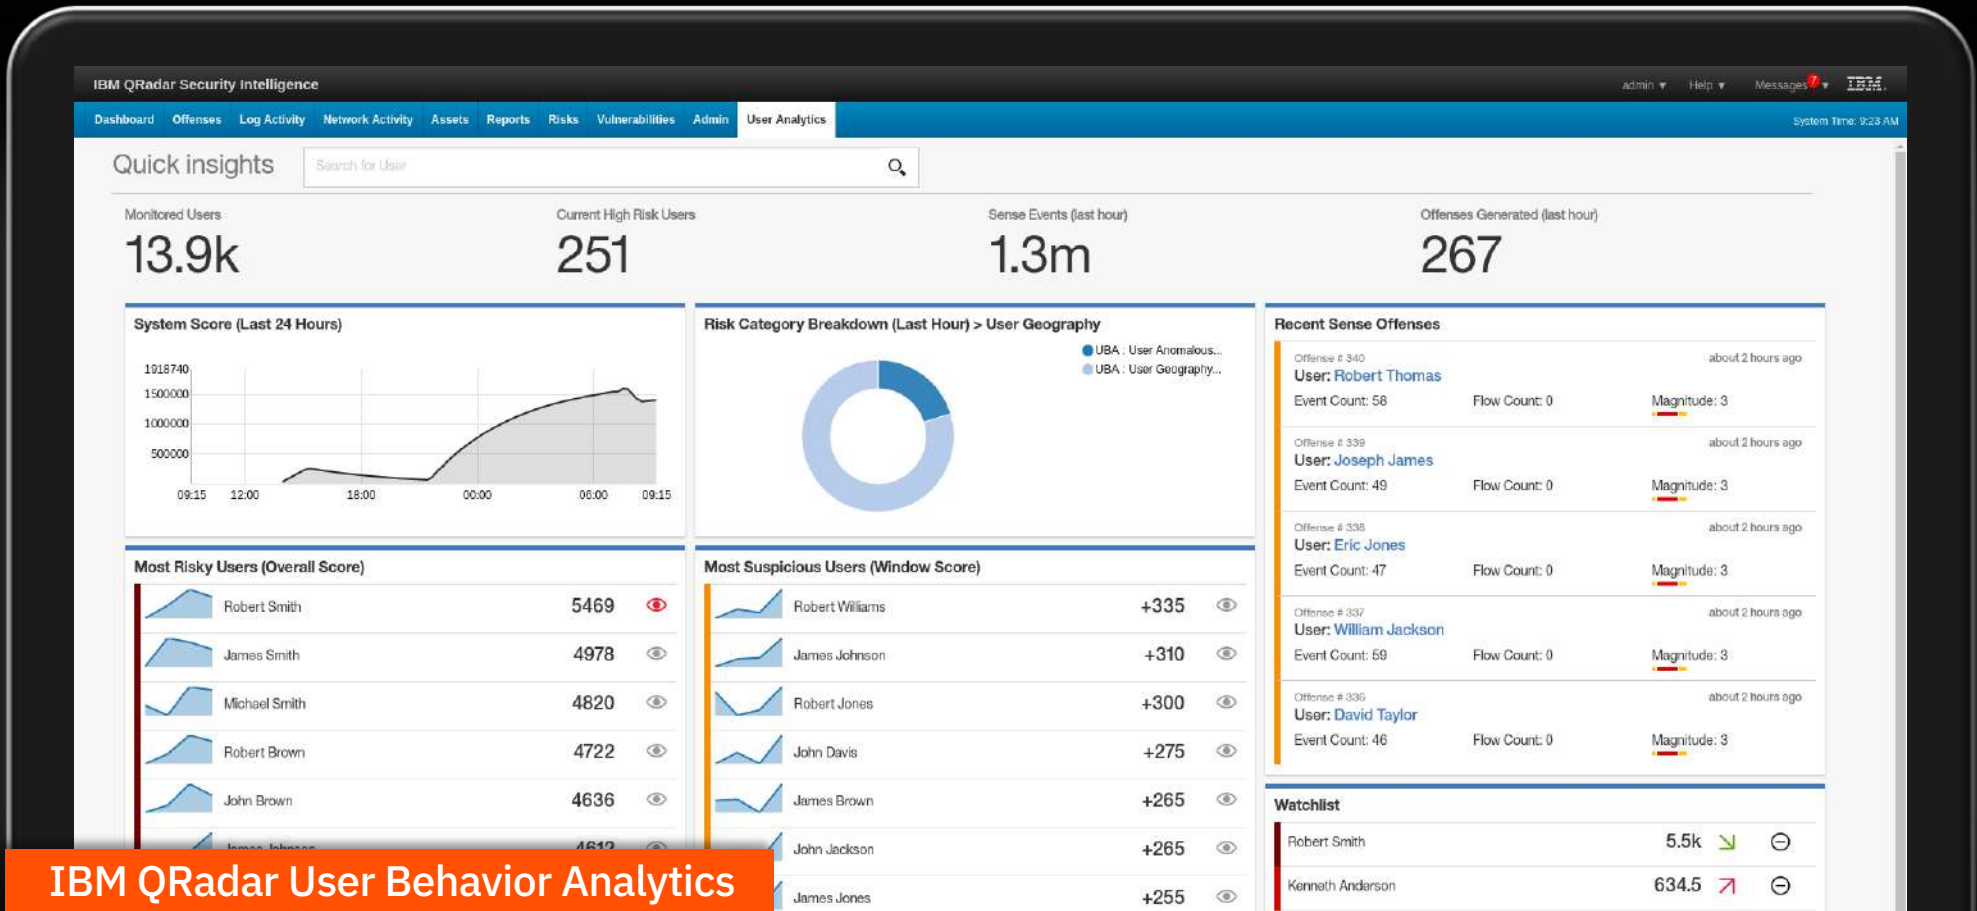 IBM QRadar Security Intelligence
admin Help Messages 7 IBM.
Dashboard Offenses Log Activity Network Activity Assets Reports Risks Vulnerabilities Admin User Analytics
System Time: 9:23 AM
Quick insights
Search for User
Monitored Users
13.9k
Current High Risk Users
251
Sense Events (last hour)
1.3m
Offenses Generated (last hour)
267
System Score (Last 24 Hours)
1918740
1500000
1000000
500000
09:15 12:00 18:00 00:00 06:00 09:15
Risk Category Breakdown (Last Hour) > User Geography
UBA : User Anomalous...
UBA : User Geography...
Recent Sense Offenses
Offense # 340 about 2 hours ago
User: Robert Thomas
Event Count: 58 Flow Count: 0 Magnitude: 3
Offense # 339 about 2 hours ago
User: Joseph James
Event Count: 49 Flow Count: 0 Magnitude: 3
Offense # 338 about 2 hours ago
User: Eric Jones
Event Count: 47 Flow Count: 0 Magnitude: 3
Offense # 337 about 2 hours ago
User: William Jackson
Event Count: 59 Flow Count: 0 Magnitude: 3
Offense # 336 about 2 hours ago
User: David Taylor
Event Count: 46 Flow Count: 0 Magnitude: 3
Most Risky Users (Overall Score)
Robert Smith 5469
James Smith 4978
Michael Smith 4820
Robert Brown 4722
John Brown 4636
James Johnson 4612
Most Suspicious Users (Window Score)
Robert Williams +335
James Johnson +310
Robert Jones +300
John Davis +275
James Brown +265
John Jackson +265
James Jones +255
Watchlist
Robert Smith 5.5k
Kenneth Anderson 634.5
IBM QRadar User Behavior Analytics